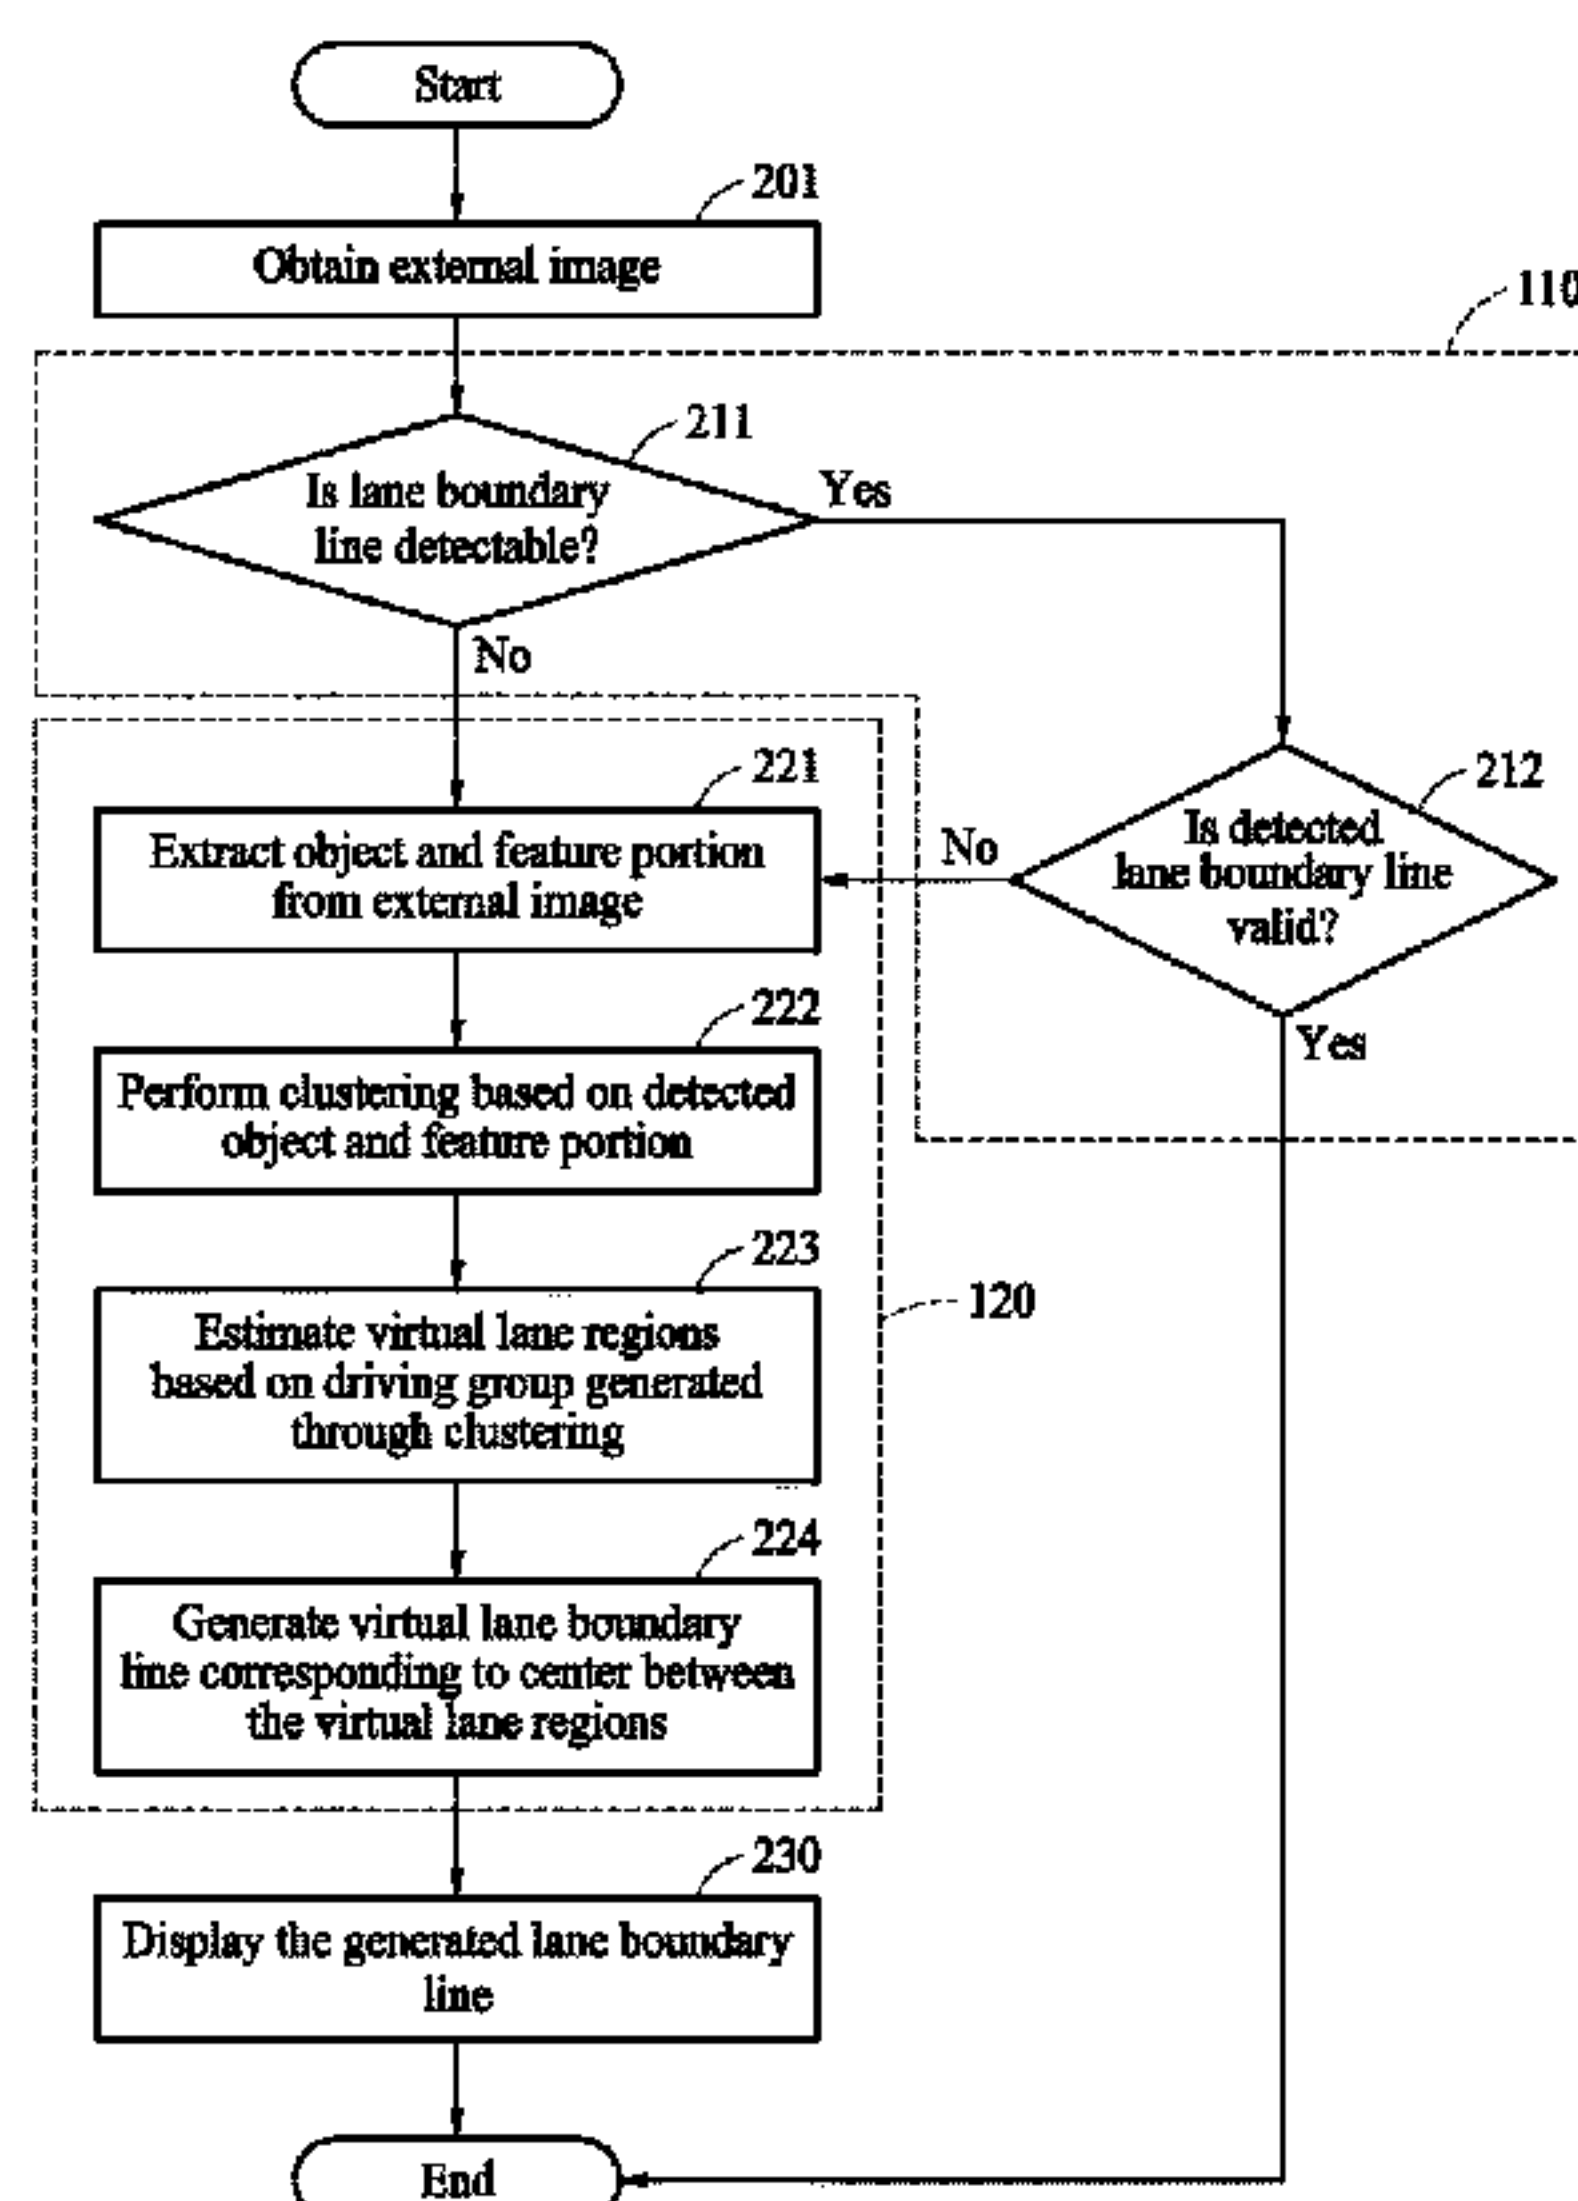 Start
201
Obtain external image
110
211
Is lane boundary
line detectable?
Yes
No
221
Extract object and feature portion
from external image
212
Is detected
lane boundary line
valid?
No
Yes
222
Perform clustering based on detected
object and feature portion
223
Estimate virtual lane regions
based on driving group generated
through clustering
120
224
Generate virtual lane boundary
line corresponding to center between
the virtual lane regions
230
Display the generated lane boundary
line
End